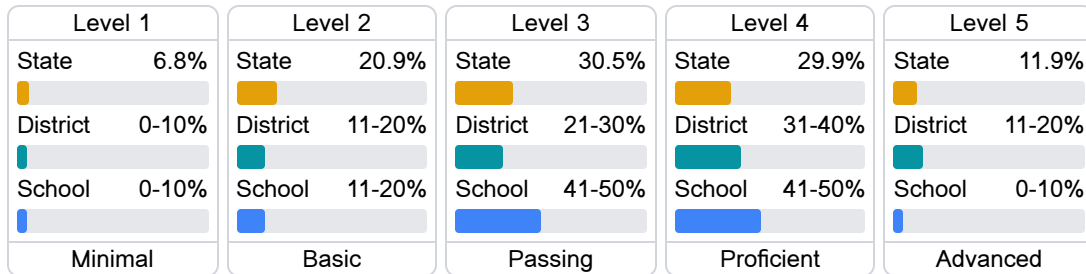 Level 1
State 6.8%
District 0-10%
School 0-10%
Minimal
Level 2
State 20.9%
District 11-20%
School 11-20%
Basic
Level 3
State 30.5%
District 21-30%
School 41-50%
Passing
Level 4
State 29.9%
District 31-40%
School 41-50%
Proficient
Level 5
State 11.9%
District 11-20%
School 0-10%
Advanced